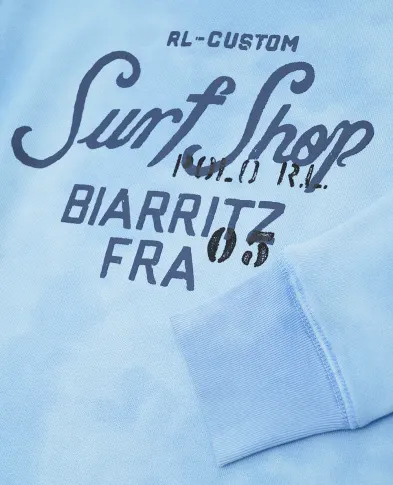 RL-CUSTOM
Surf Shop
POLO R.L.
BIARRITZ
05
FRA